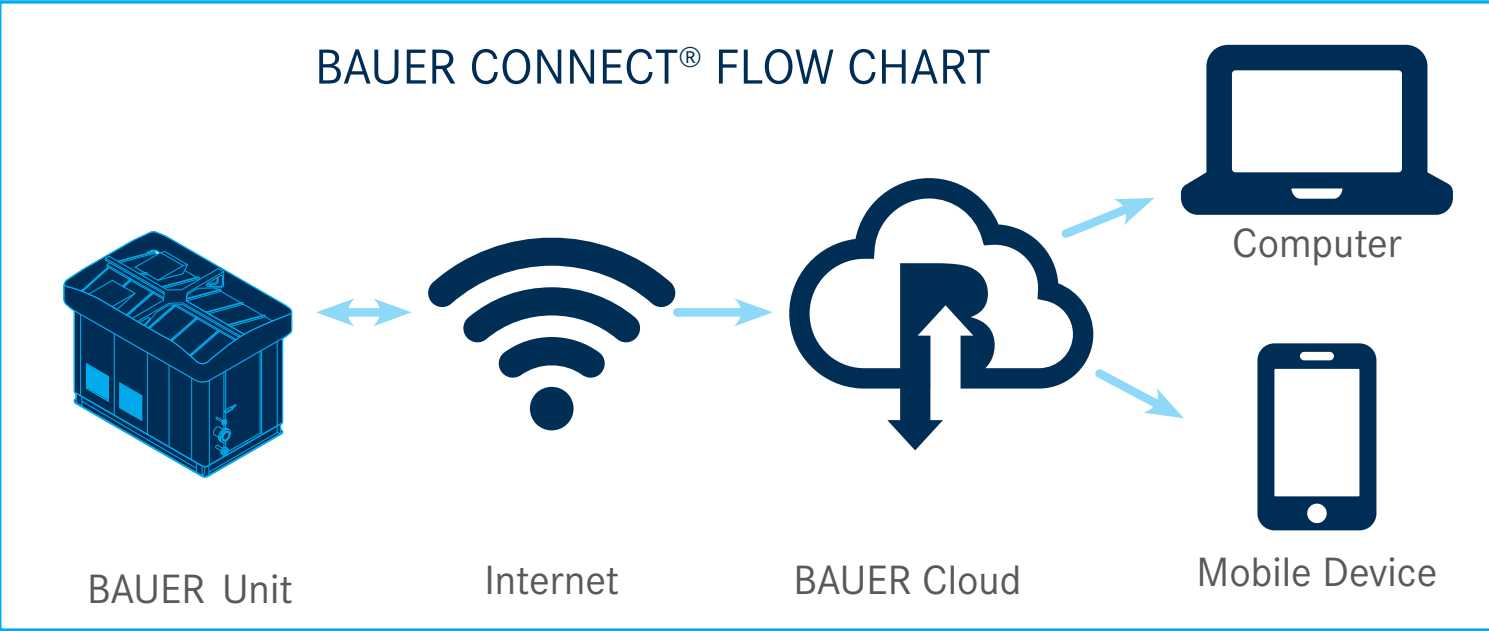 BAUER CONNECT® FLOW CHART
Computer
BAUER Unit
Internet
BAUER Cloud
Mobile Device
B